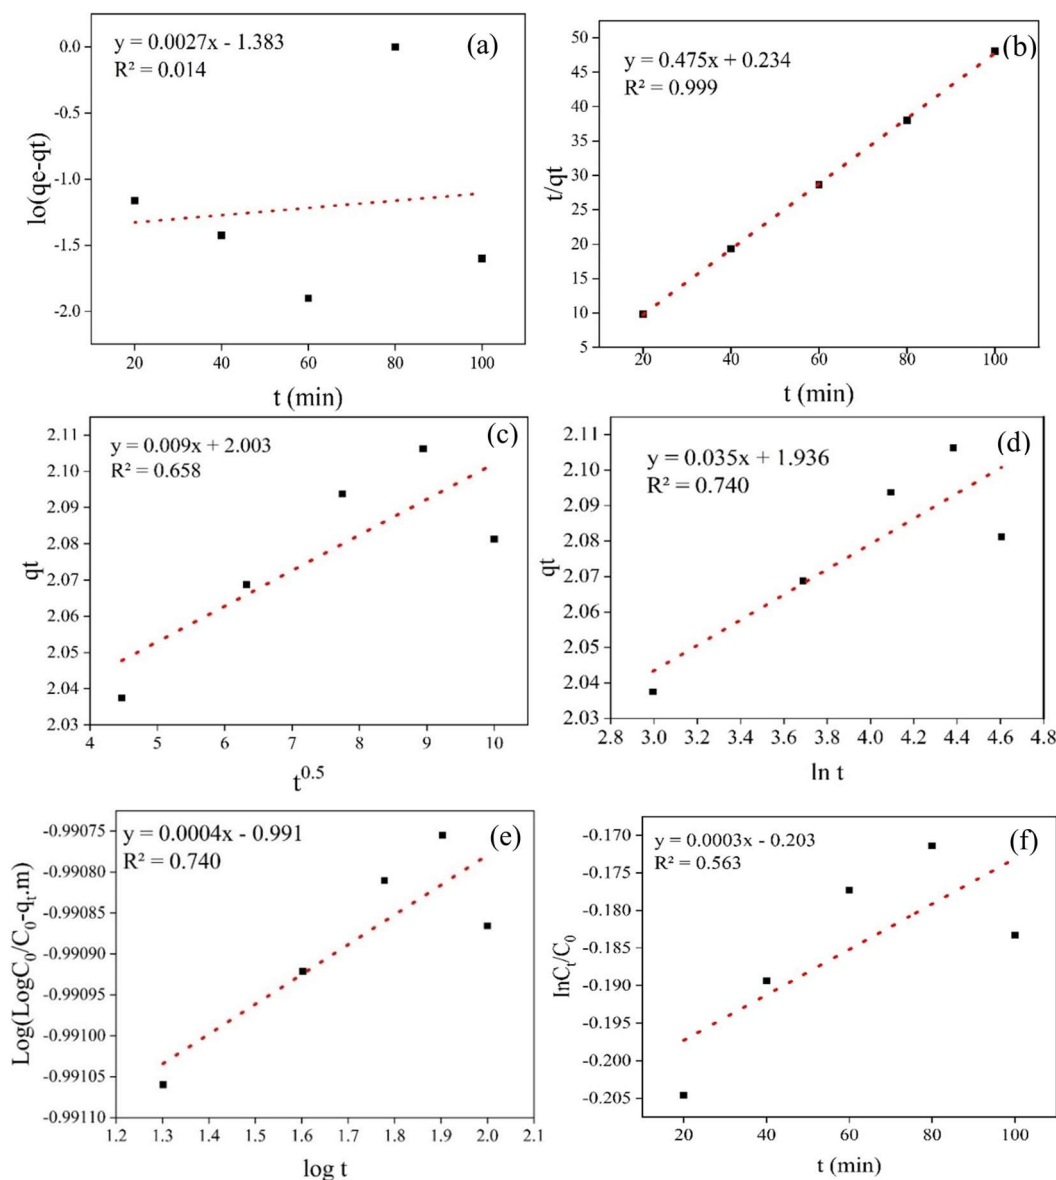 (a)
y = 0.0027x - 1.383
R² = 0.014
lo(qe-qt)
0.0
-0.5
-1.0
-1.5
-2.0
20 40 60 80 100
t (min)
(b)
y = 0.475x + 0.234
R² = 0.999
t/qt
50
45
40
35
30
25
20
15
10
5
20 40 60 80 100
t (min)
(c)
y = 0.009x + 2.003
R² = 0.658
qt
2.11
2.10
2.09
2.08
2.07
2.06
2.05
2.04
2.03
4 5 6 7 8 9 10
t^0.5
(d)
y = 0.035x + 1.936
R² = 0.740
qt
2.11
2.10
2.09
2.08
2.07
2.06
2.05
2.04
2.03
2.8 3.0 3.2 3.4 3.6 3.8 4.0 4.2 4.4 4.6 4.8
ln t
(e)
y = 0.0004x - 0.991
R² = 0.740
Log(LogC₀/C₀-qₜ.m)
-0.99075
-0.99080
-0.99085
-0.99090
-0.99095
-0.99100
-0.99105
-0.99110
1.2 1.3 1.4 1.5 1.6 1.7 1.8 1.9 2.0 2.1
log t
(f)
y = 0.0003x - 0.203
R² = 0.563
lnCₜ/C₀
-0.170
-0.175
-0.180
-0.185
-0.190
-0.195
-0.200
-0.205
20 40 60 80 100
t (min)